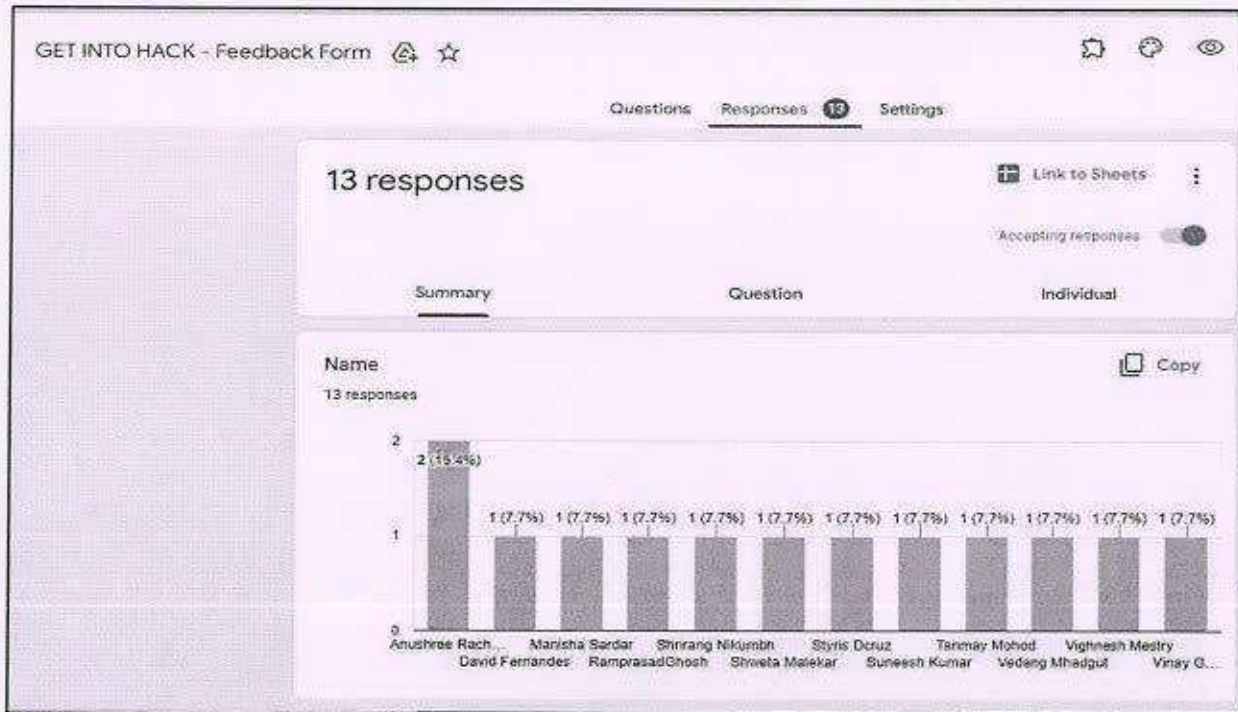 GET INTO HACK - Feedback Form
Questions Responses 13 Settings
13 responses
Link to Sheets
Accepting responses
Summary Question Individual
Name
Copy
13 responses
2
2 (15.4%)
1 (7.7%) 1 (7.7%) 1 (7.7%) 1 (7.7%) 1 (7.7%) 1 (7.7%) 1 (7.7%) 1 (7.7%) 1 (7.7%) 1 (7.7%) 1 (7.7%)
1
0
Anushree Rach... Manisha Sardar Shrirang Nikumbh Styris Dcruz Tanmay Mohod Vighnesh Mestry
David Fernandes RamprasadGhosh Shweta Malekar Suneesh Kumar Vedang Mhadgut Vinay G...